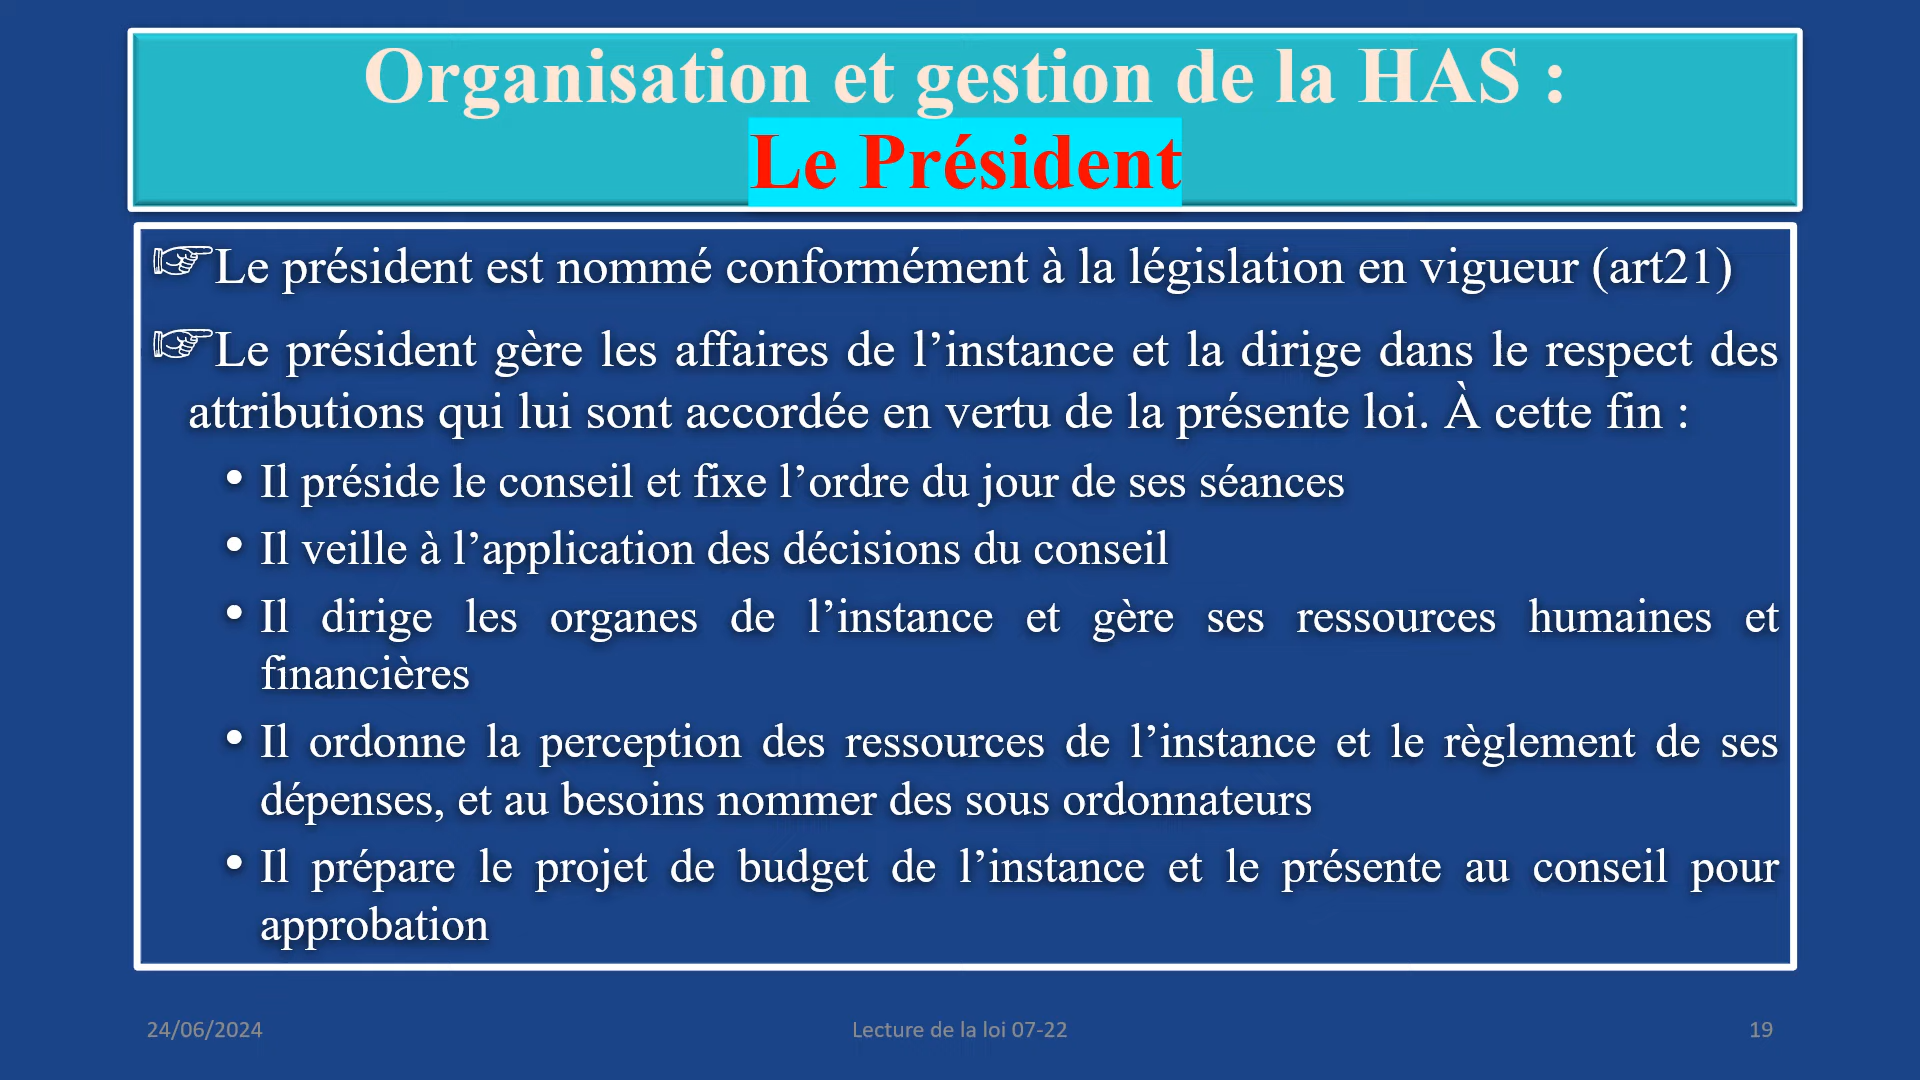 Organisation et gestion de la HAS :
Le Président
☞Le président est nommé conformément à la législation en vigueur (art21)
☞Le président gère les affaires de l’instance et la dirige dans le respect des
attributions qui lui sont accordée en vertu de la présente loi. À cette fin :
• Il préside le conseil et fixe l’ordre du jour de ses séances
• Il veille à l’application des décisions du conseil
• Il dirige les organes de l’instance et gère ses ressources humaines et
financières
• Il ordonne la perception des ressources de l’instance et le règlement de ses
dépenses, et au besoins nommer des sous ordonnateurs
• Il prépare le projet de budget de l’instance et le présente au conseil pour
approbation
24/06/2024
Lecture de la loi 07-22
19